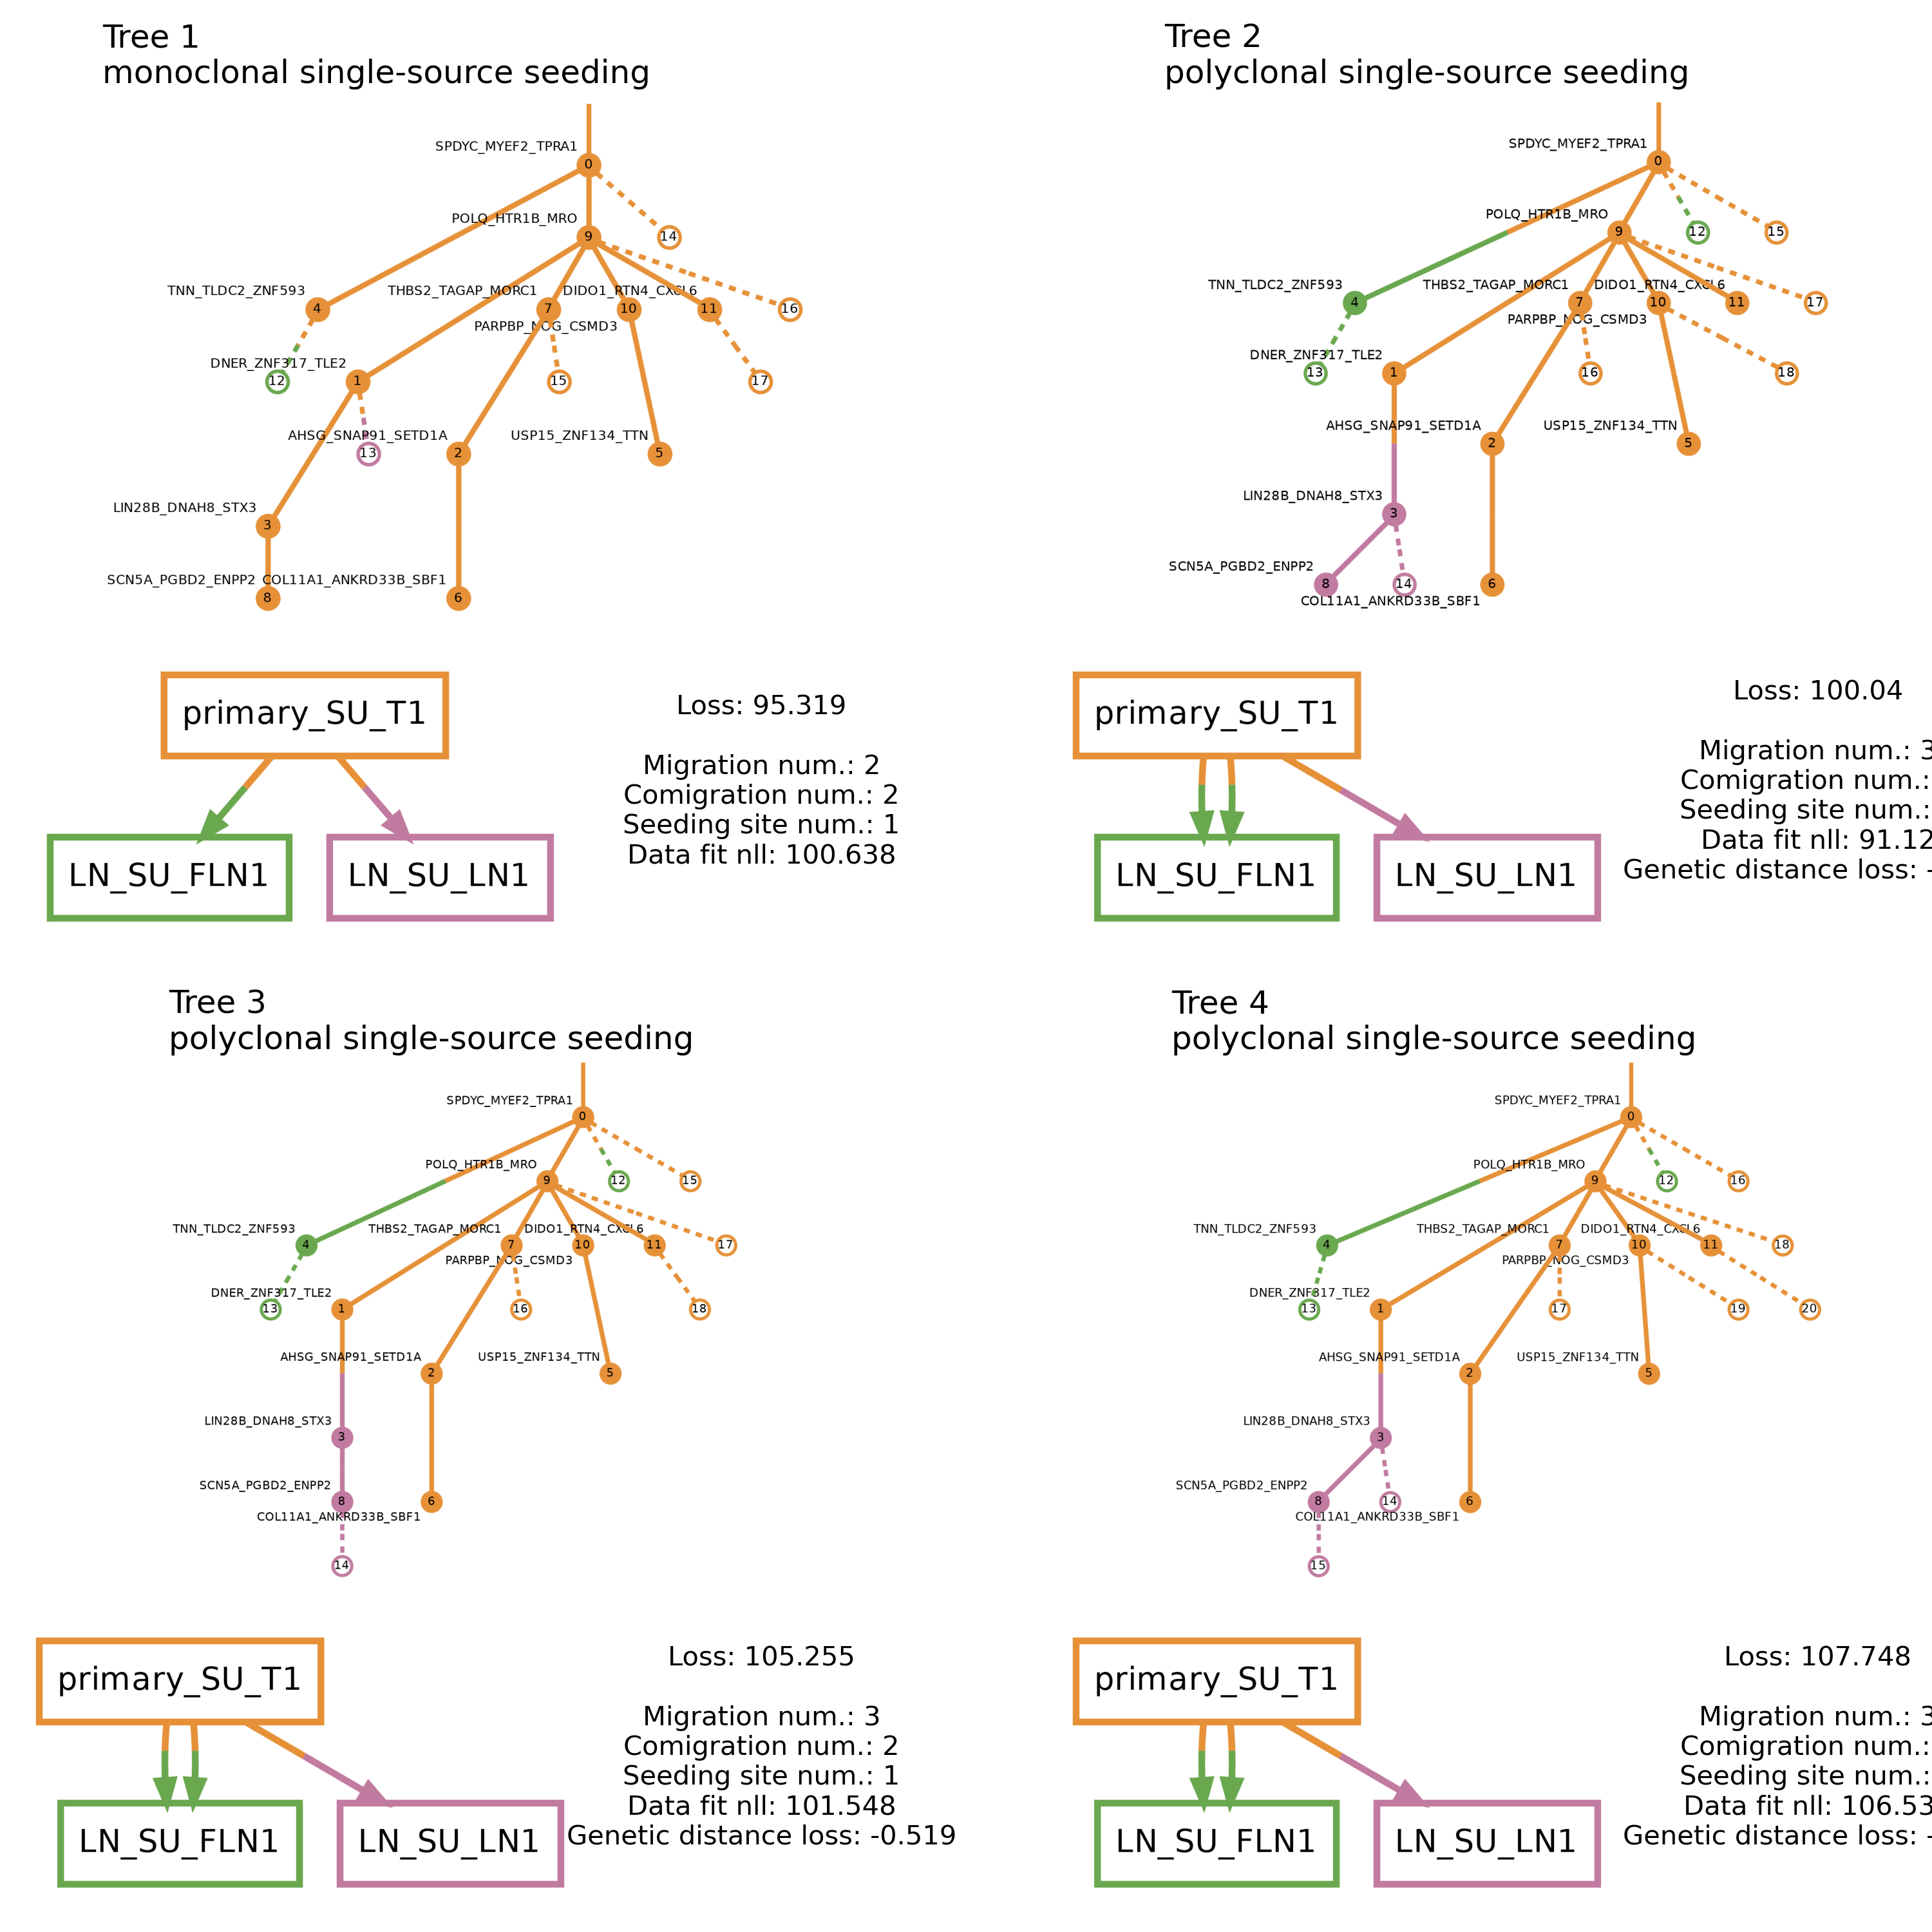 Tree 1
monoclonal single-source seeding
SPDYC_MYEF2_TPRA1
0
POLQ_HTR1B_MRO
9
14
TNN_TLDC2_ZNF593
4
THBS2_TAGAP_MORC1
7
DIDO1_RTN4_CXCL6
10
11
16
PARPBP_NOG_CSMD3
DNER_ZNF317_TLE2
12
1
15
17
AHSG_SNAP91_SETD1A
13
2
USP15_ZNF134_TTN
5
LIN28B_DNAH8_STX3
3
SCN5A_PGBD2_ENPP2
8
COL11A1_ANKRD33B_SBF1
6
primary_SU_T1
LN_SU_FLN1
LN_SU_LN1
Loss: 95.319
Migration num.: 2
Comigration num.: 2
Seeding site num.: 1
Data fit nll: 100.638
Tree 2
polyclonal single-source seeding
SPDYC_MYEF2_TPRA1
0
POLQ_HTR1B_MRO
9
12
15
TNN_TLDC2_ZNF593
4
THBS2_TAGAP_MORC1
7
DIDO1_RTN4_CXCL6
10
11
17
PARPBP_NOG_CSMD3
DNER_ZNF317_TLE2
13
1
16
18
AHSG_SNAP91_SETD1A
2
USP15_ZNF134_TTN
5
LIN28B_DNAH8_STX3
3
SCN5A_PGBD2_ENPP2
8
14
COL11A1_ANKRD33B_SBF1
6
primary_SU_T1
LN_SU_FLN1
LN_SU_LN1
Loss: 100.04
Migration num.: 3
Comigration num.:
Seeding site num.:
Data fit nll: 91.12
Genetic distance loss: -
Tree 3
polyclonal single-source seeding
SPDYC_MYEF2_TPRA1
0
POLQ_HTR1B_MRO
9
12
15
TNN_TLDC2_ZNF593
4
THBS2_TAGAP_MORC1
7
DIDO1_RTN4_CXCL6
10
11
17
PARPBP_NOG_CSMD3
DNER_ZNF317_TLE2
13
1
16
18
AHSG_SNAP91_SETD1A
2
USP15_ZNF134_TTN
5
LIN28B_DNAH8_STX3
3
SCN5A_PGBD2_ENPP2
8
COL11A1_ANKRD33B_SBF1
6
14
primary_SU_T1
LN_SU_FLN1
LN_SU_LN1
Loss: 105.255
Migration num.: 3
Comigration num.: 2
Seeding site num.: 1
Data fit nll: 101.548
Genetic distance loss: -0.519
Tree 4
polyclonal single-source seeding
SPDYC_MYEF2_TPRA1
0
POLQ_HTR1B_MRO
9
12
16
TNN_TLDC2_ZNF593
4
THBS2_TAGAP_MORC1
7
DIDO1_RTN4_CXCL6
10
11
18
PARPBP_NOG_CSMD3
DNER_ZNF317_TLE2
13
1
17
19
20
AHSG_SNAP91_SETD1A
2
USP15_ZNF134_TTN
5
LIN28B_DNAH8_STX3
3
SCN5A_PGBD2_ENPP2
8
14
COL11A1_ANKRD33B_SBF1
6
15
primary_SU_T1
LN_SU_FLN1
LN_SU_LN1
Loss: 107.748
Migration num.: 3
Comigration num.:
Seeding site num.:
Data fit nll: 106.53
Genetic distance loss: -